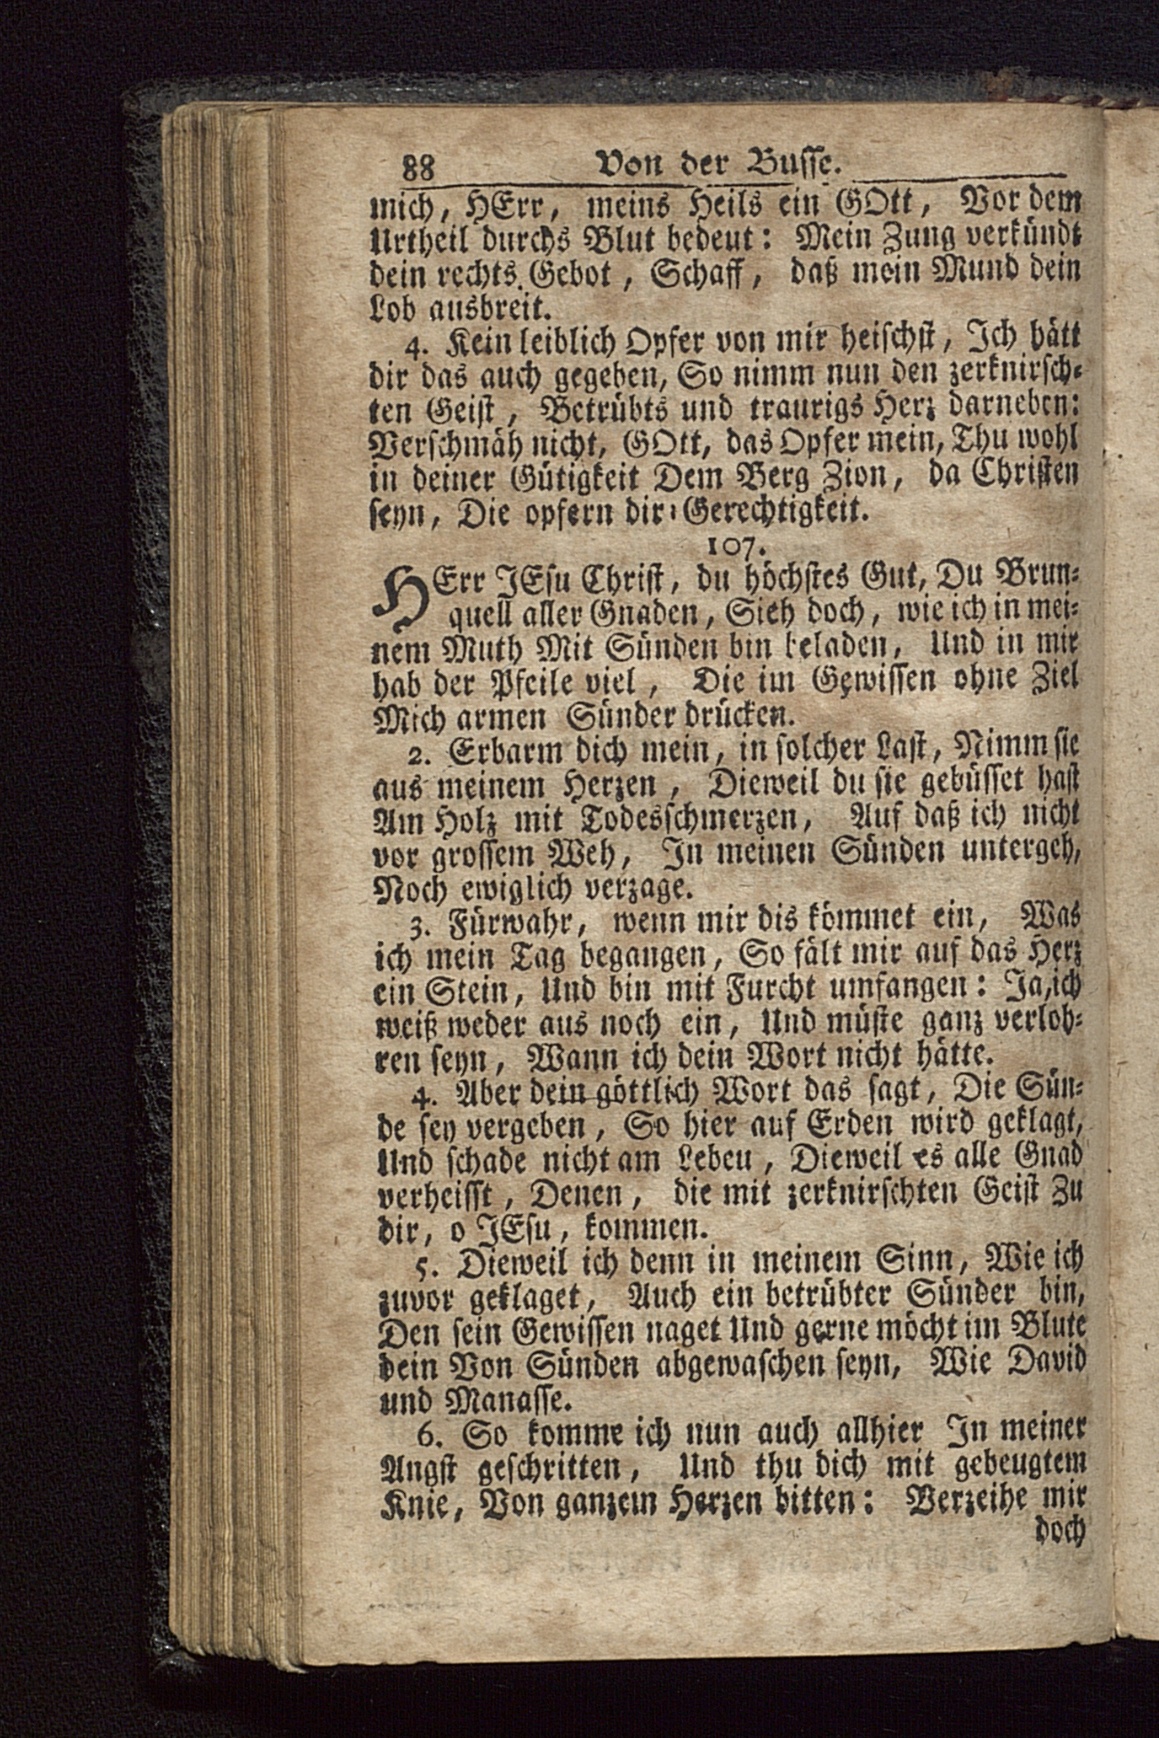 88 Von der Busse.
mich, HErr, meins Heils ein GOtt, Vor dem
Urtheil durchs Blut bedeut: Mein Zung verkündt
dein rechts Gebot, Schaff, daß mein Mund dein
Lob ausbreit.
4. Kein leiblich Opfer von mir heischst, Ich hätt
dir das auch gegeben, So nimm nun den zerknirsch-
ten Geist, Betrübts und traurigs Herz darneben:
Verschmäh nicht, GOtt, das Opfer mein, Thu wohl
in deiner Gütigkeit Dem Berg Zion, da Christen
seyn, Die opfern dir Gerechtigkeit.
107.
HErr JEsu Christ, du höchstes Gut, Du Brun-
quell aller Gnaden, Sieh doch, wie ich in mei-
nem Muth Mit Sünden bin beladen, Und in mir
hab der Pfeile viel, Die im Gewissen ohne Ziel
Mich armen Sünder drücken.
2. Erbarm dich mein, in solcher Last, Nimm sie
aus meinem Herzen, Dieweil du sie gebüsset hast
Am Holz mit Todesschmerzen, Auf daß ich nicht
vor grossem Weh, In meinen Sünden untergeh,
Noch ewiglich verzage.
3. Fürwahr, wenn mir dis kömmet ein, Was
ich mein Tag begangen, So fält mir auf das Herz
ein Stein, Und bin mit Furcht umfangen: Ja, ich
weiß weder aus noch ein, Und müste ganz verloh-
ren seyn, Wann ich dein Wort nicht hätte.
4. Aber dein göttlich Wort das sagt, Die Sün-
de sey vergeben, So hier auf Erden wird geklagt,
Und schade nicht am Leben, Dieweil es alle Gnad
verheisst, Denen, die mit zerknirschten Geist Zu
dir, o JEsu, kommen.
5. Dieweil ich denn in meinem Sinn, Wie ich
zuvor geklaget, Auch ein betrübter Sünder bin,
Den sein Gewissen naget Und gerne möcht im Blute
dein Von Sünden abgewaschen seyn, Wie David
und Manasse.
6. So komme ich nun auch allhier In meiner
Angst geschritten, Und thu dich mit gebeugtem
Knie, Von ganzem Herzen bitten: Verzeihe mir
doch